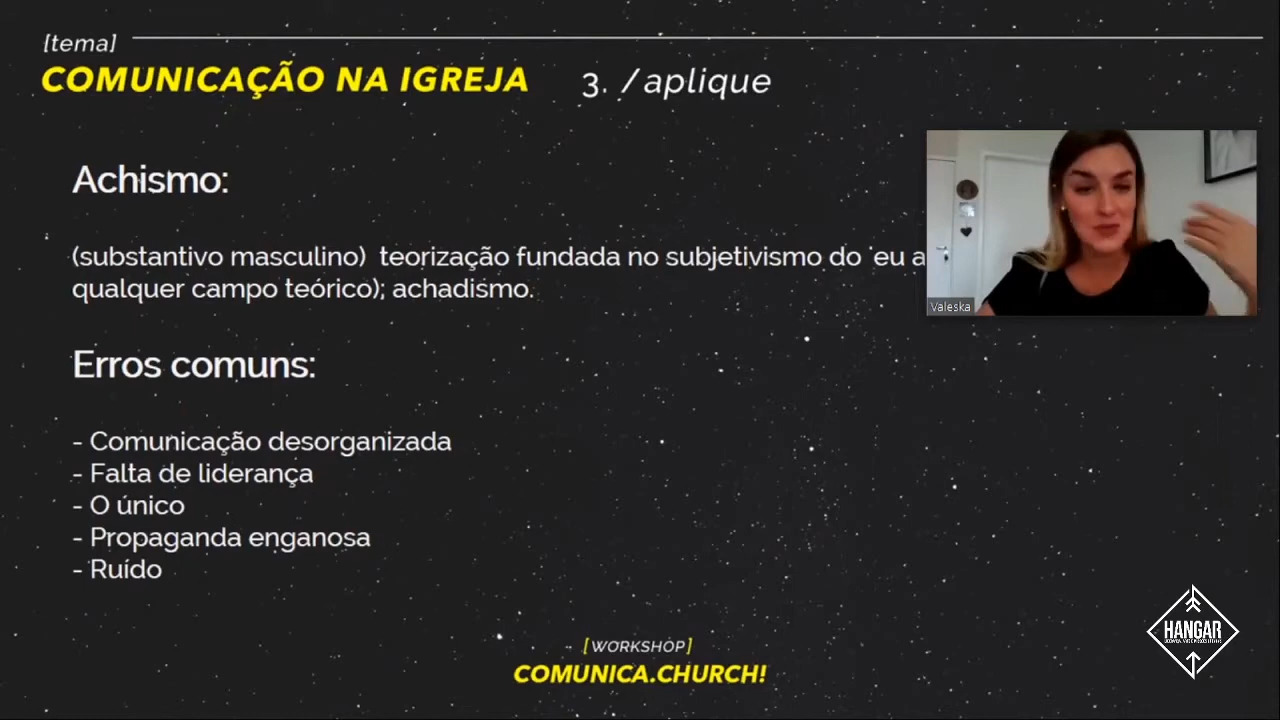 [tema]
COMUNICAÇÃO NA IGREJA 3. /aplique
Achismo:
(substantivo masculino) teorização fundada no subjetivismo do 'eu a
qualquer campo teórico); achadismo.
Valeska
Erros comuns:
- Comunicação desorganizada
- Falta de liderança
- O único
- Propaganda enganosa
- Ruído
HANGAR
[WORKSHOP]
COMUNICA.CHURCH!